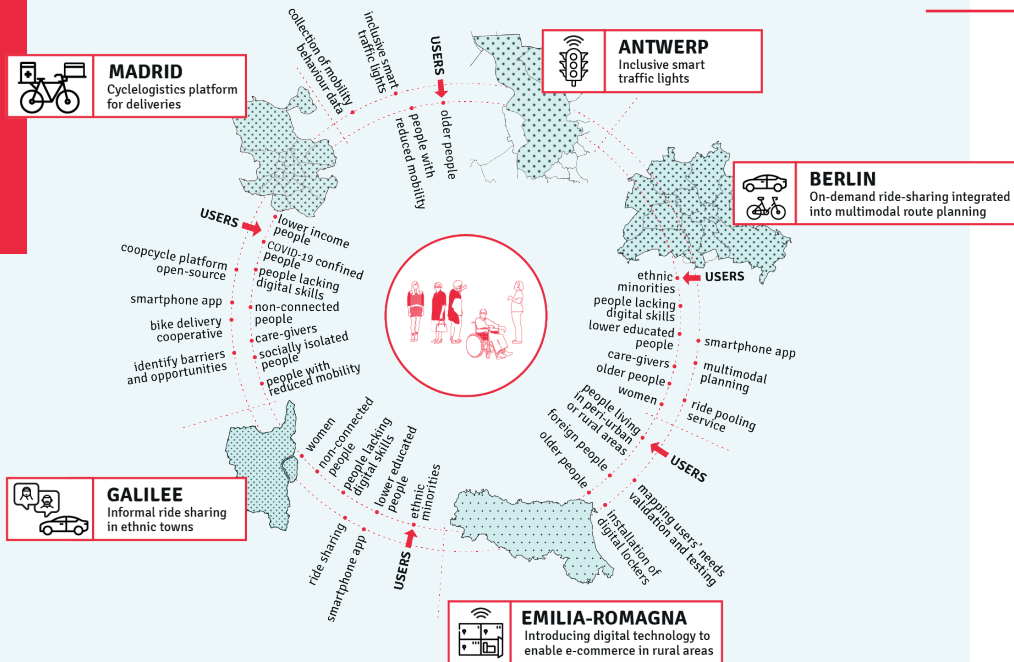 MADRID
Cyclelogistics platform
for deliveries
collection of mobility
behaviour data
inclusive smart
traffic lights
USERS
older people
people with
reduced mobility
ANTWERP
Inclusive smart
traffic lights
BERLIN
On-demand ride-sharing integrated
into multimodal route planning
USERS
ethnic
minorities
people lacking
digital skills
lower educated
people
care-givers
older people
women
smartphone app
multimodal
planning
ride pooling
service
USERS
people living
in peri-urban
or rural areas
foreign people
older people
mapping users' needs
validation and testing
installation of
digital lockers
EMILIA-ROMAGNA
Introducing digital technology to
enable e-commerce in rural areas
USERS
women
non-connected
people
people lacking
digital skills
lower educated
people
ethnic
minorities
ride sharing
smartphone app
GALILEE
Informal ride sharing
in ethnic towns
USERS
lower income
people
COVID-19 confined
people
people lacking
digital skills
non-connected
people
care-givers
socially isolated
people
people with
reduced mobility
coopcycle platform
open-source
smartphone app
bike delivery
cooperative
identify barriers
and opportunities